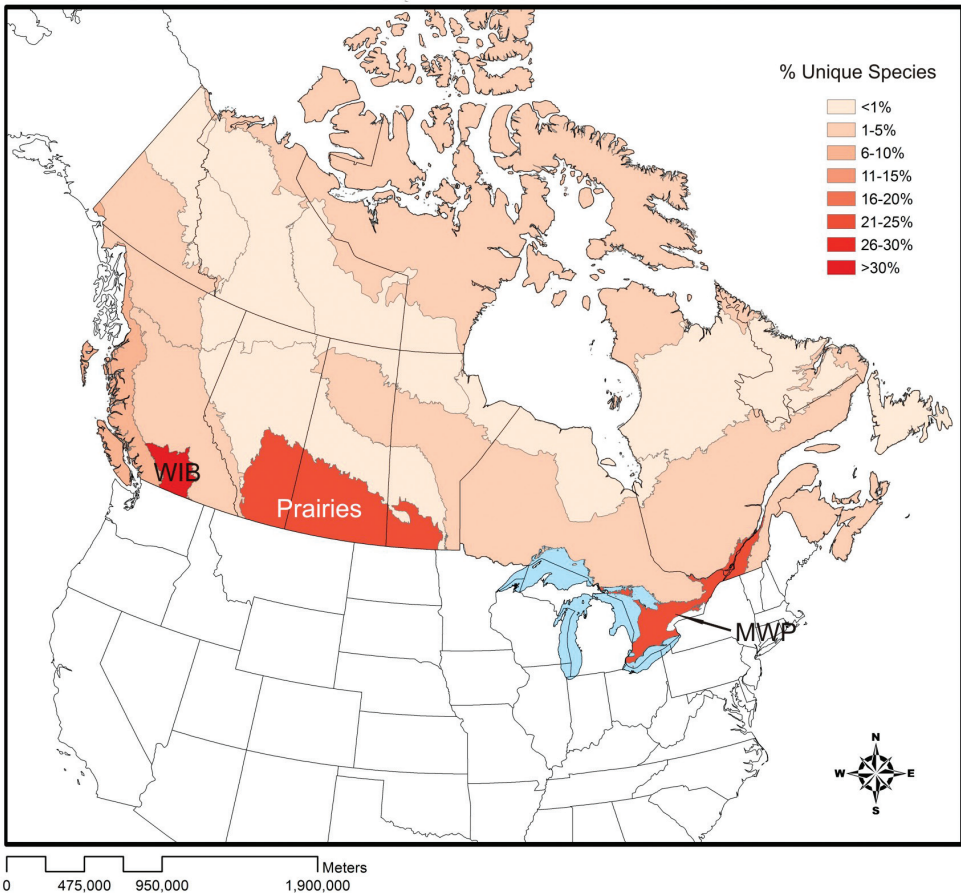 % Unique Species
<1%
1-5%
6-10%
11-15%
16-20%
21-25%
26-30%
>30%
WIB
Prairies
MWP
N
W E
S
Meters
0 475,000 950,000 1,900,000